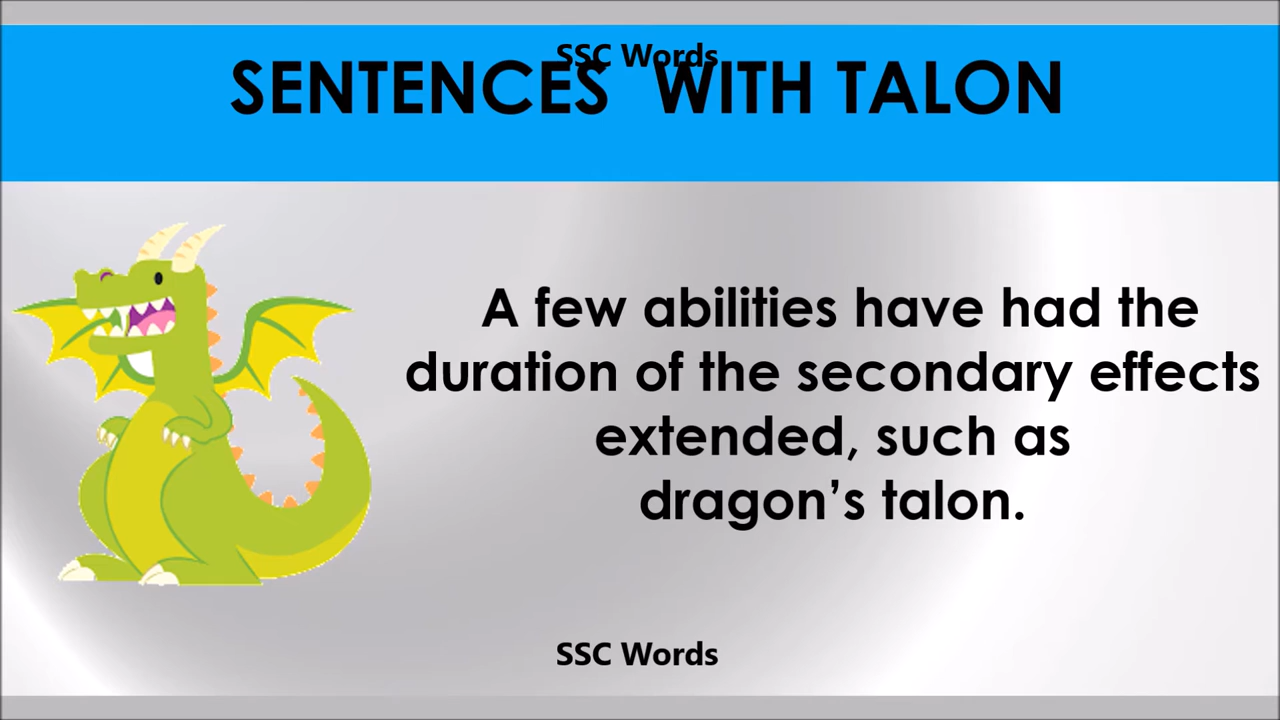 SSC Words
SENTENCES WITH TALON
A few abilities have had the
duration of the secondary effects
extended, such as
dragon’s talon.
SSC Words